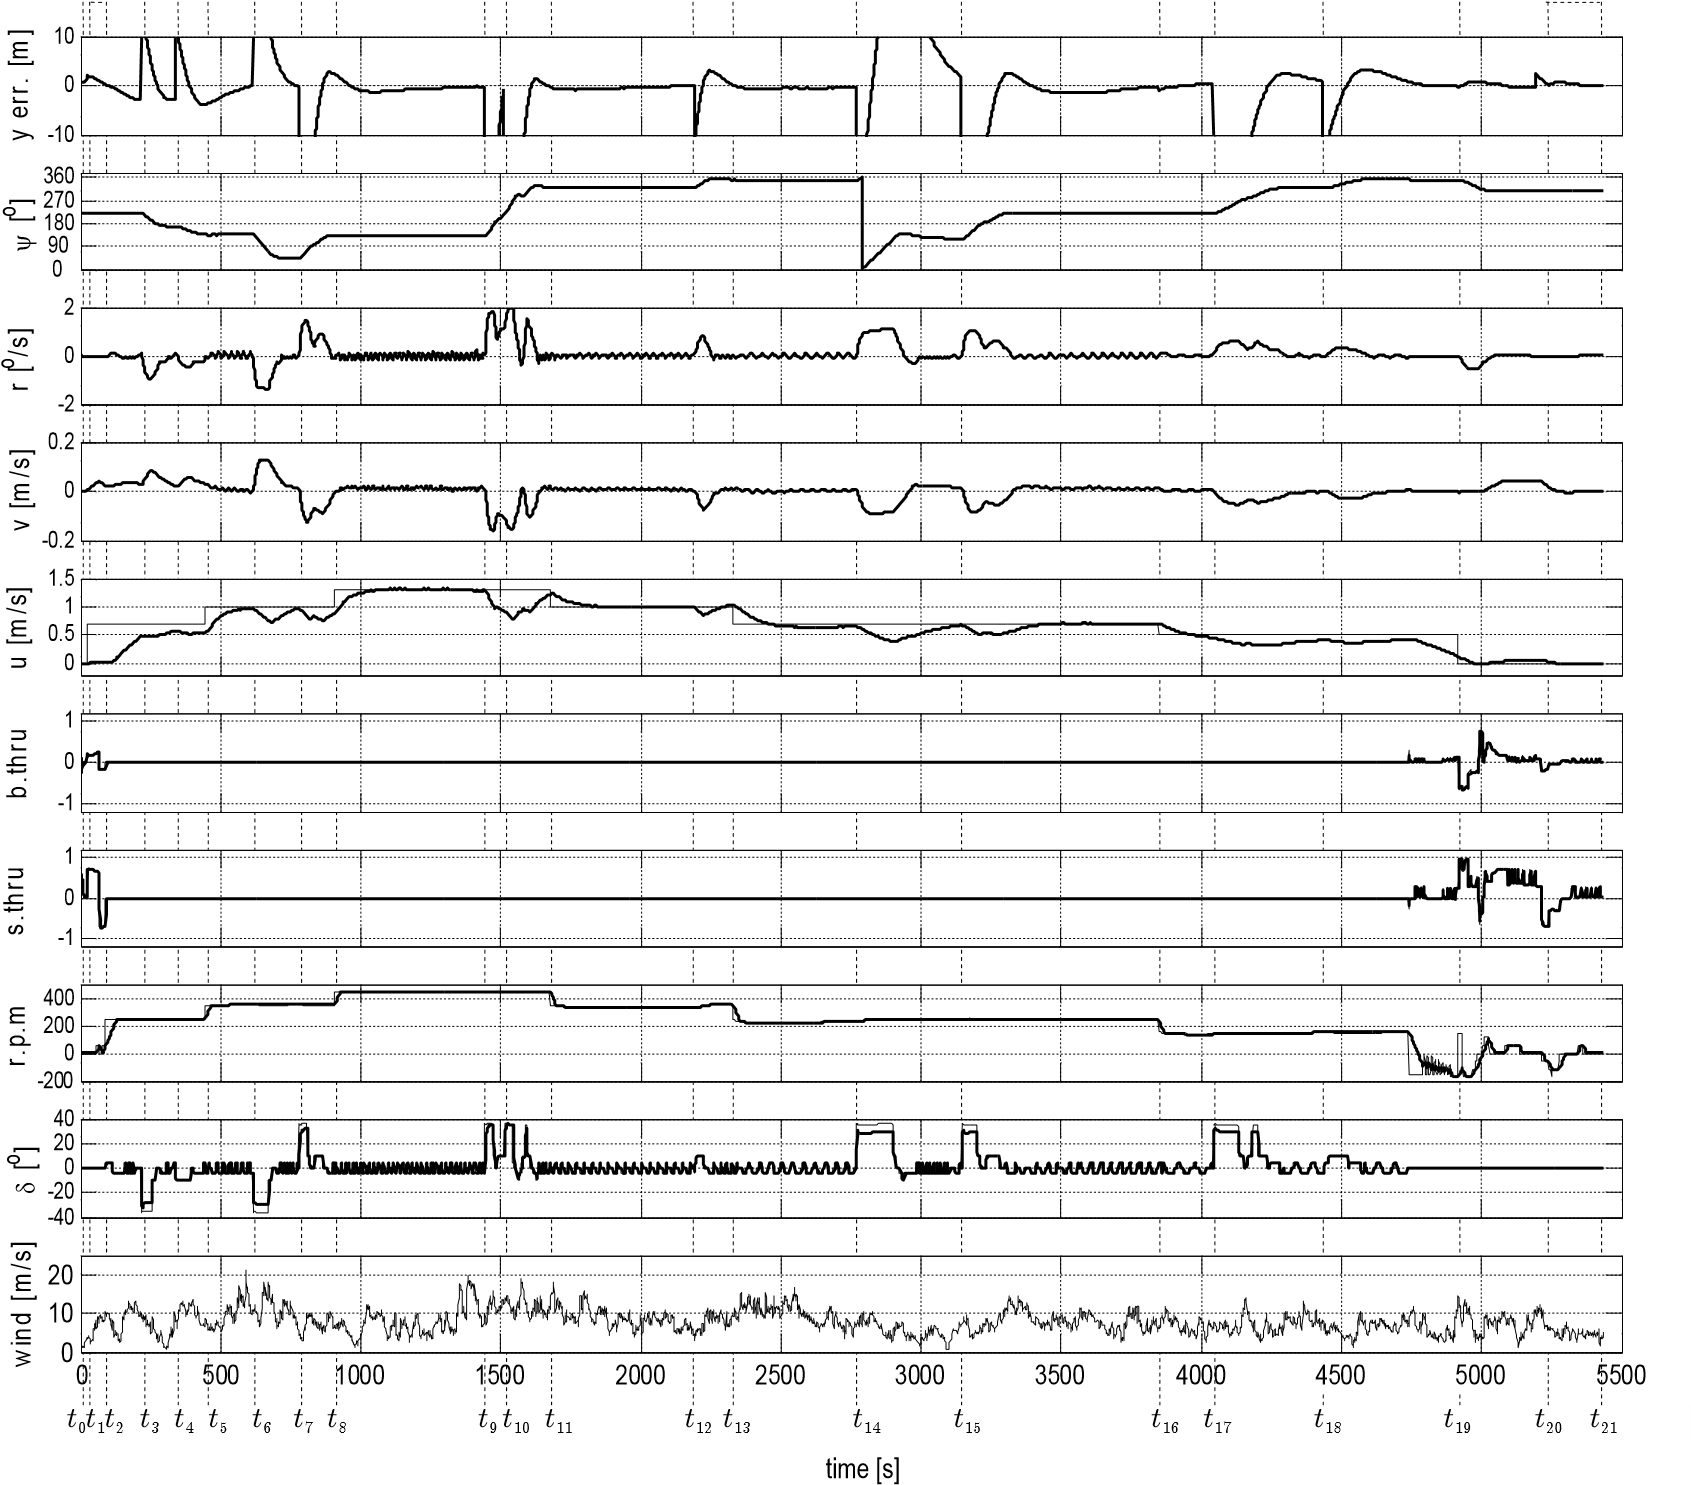 10
0
-10
y err. [m]
360
270
180
90
0
ψ [⁰]
2
0
-2
r [⁰/s]
0.2
0
-0.2
v [m/s]
1.5
1
0.5
0
u [m/s]
1
0
-1
b.thru
1
0
-1
s.thru
400
200
0
-200
r.p.m
40
20
0
-20
-40
δ [⁰]
20
10
0
wind [m/s]
0 500 1000 1500 2000 2500 3000 3500 4000 4500 5000 5500
t₀ t₁ t₂ t₃ t₄ t₅ t₆ t₇ t₈ t₉ t₁₀ t₁₁ t₁₂ t₁₃ t₁₄ t₁₅ t₁₆ t₁₇ t₁₈ t₁₉ t₂₀ t₂₁
time [s]